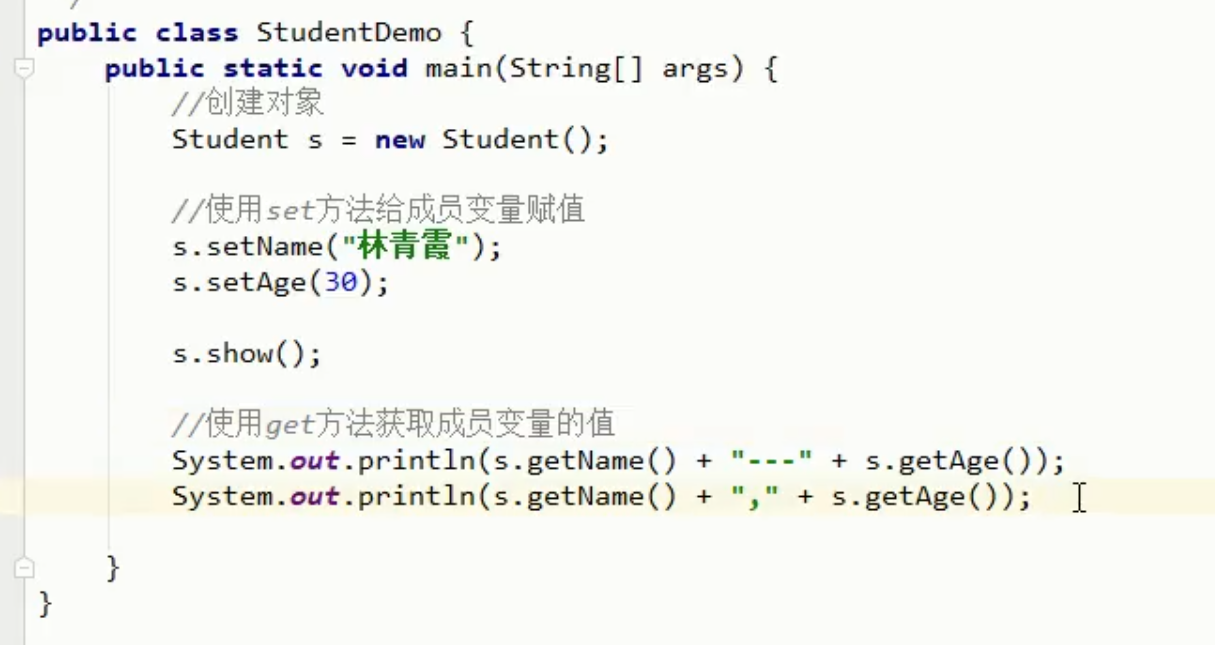 /
public class StudentDemo {
public static void main(String[] args) {
//创建对象
Student s = new Student();
//使用set方法给成员变量赋值
s.setName("林青霞");
s.setAge(30);
s.show();
//使用get方法获取成员变量的值
System.out.println(s.getName() + "---" + s.getAge());
System.out.println(s.getName() + "," + s.getAge());
}
}